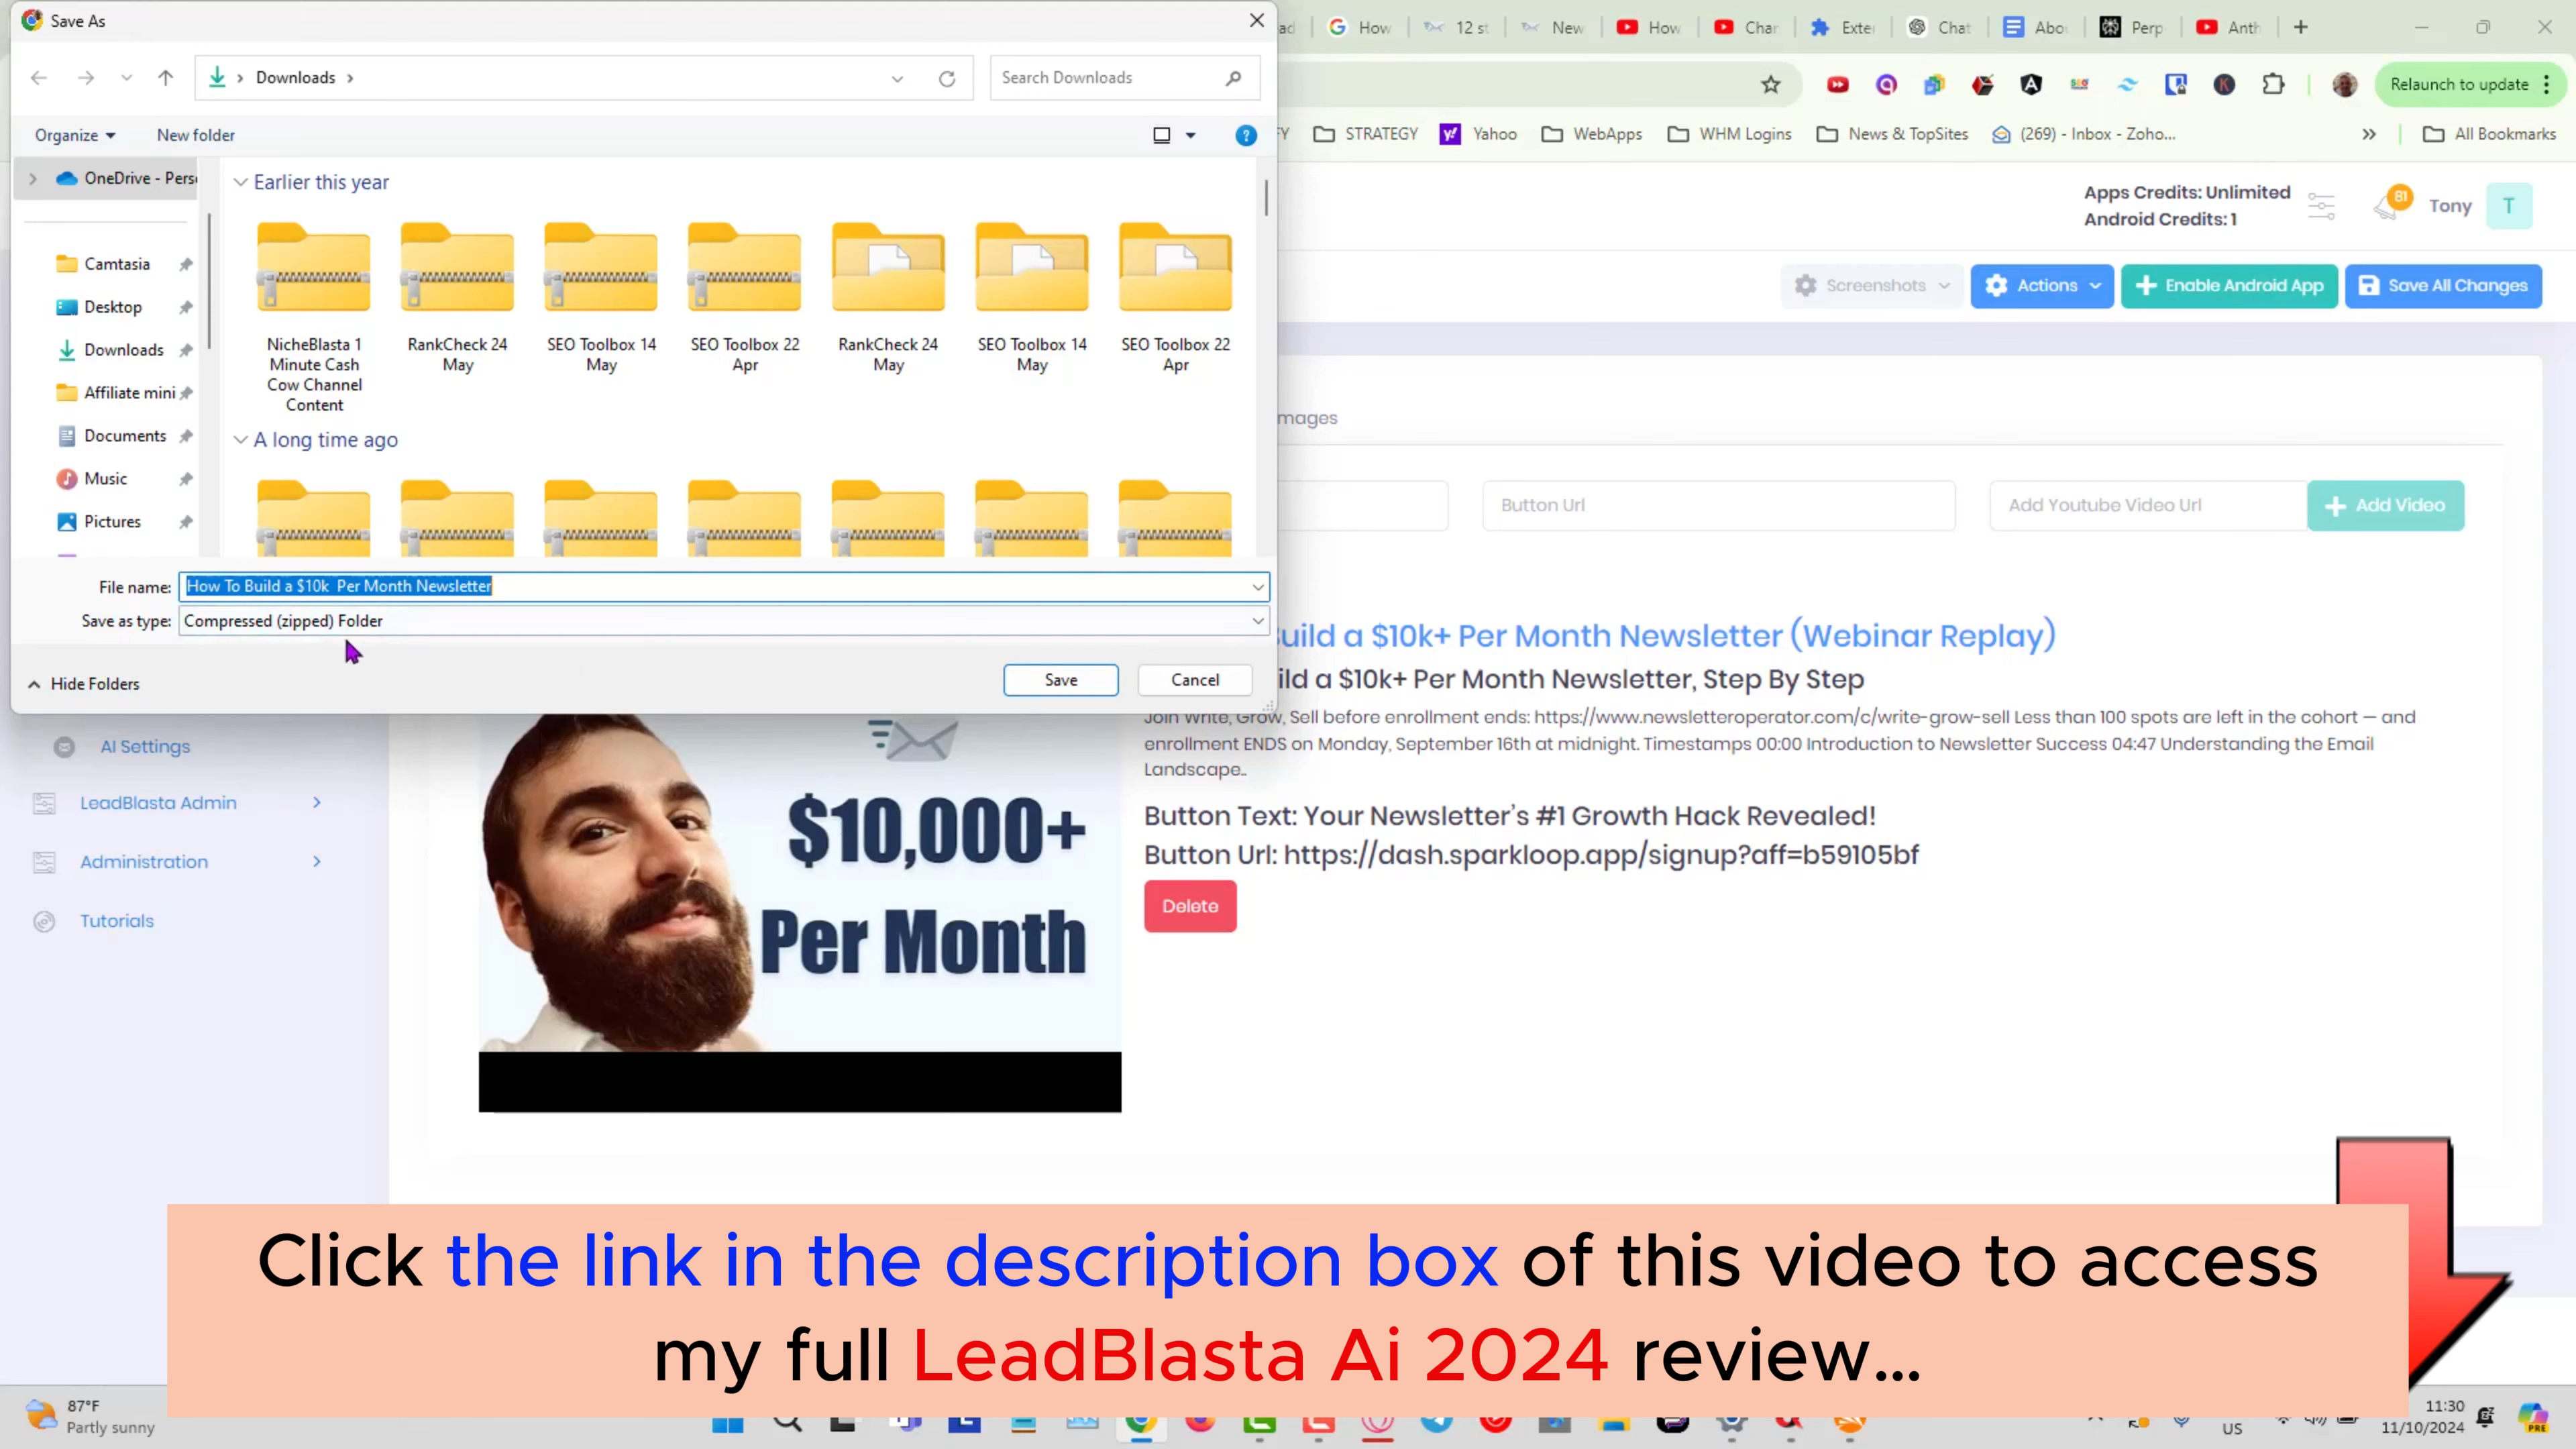 Save As
ad
How
12 st
New
How
Char
Exter
Chat
Abo
Perp
Anth
Downloads
Search Downloads
Relaunch to update
Organize
New folder
FY
STRATEGY
Yahoo
WebApps
WHM Logins
News & TopSites
(269) - Inbox - Zoho...
All Bookmarks
OneDrive - Perso
Earlier this year
Apps Credits: Unlimited
Android Credits: 1
81
Tony
T
Camtasia
Desktop
Downloads
Affiliate mini
Documents
Music
Pictures
NicheBlasta 1
Minute Cash
Cow Channel
Content
RankCheck 24
May
SEO Toolbox 14
May
SEO Toolbox 22
Apr
RankCheck 24
May
SEO Toolbox 14
May
SEO Toolbox 22
Apr
A long time ago
Screenshots
Actions
Enable Android App
Save All Changes
mages
Button Url
Add Youtube Video Url
Add Video
File name: How To Build a $10k  Per Month Newsletter
Save as type: Compressed (zipped) Folder
Hide Folders
Save
Cancel
uild a $10k+ Per Month Newsletter (Webinar Replay)
ild a $10k+ Per Month Newsletter, Step By Step
Join Write, Grow, Sell before enrollment ends: https://www.newsletteroperator.com/c/write-grow-sell Less than 100 spots are left in the cohort — and
enrollment ENDS on Monday, September 16th at midnight. Timestamps 00:00 Introduction to Newsletter Success 04:47 Understanding the Email
Landscape..
Button Text: Your Newsletter's #1 Growth Hack Revealed!
Button Url: https://dash.sparkloop.app/signup?aff=b59105bf
Delete
AI Settings
LeadBlasta Admin
Administration
Tutorials
$10,000+
Per Month
Click the link in the description box of this video to access
my full LeadBlasta Ai 2024 review...
87°F
Partly sunny
US
11:30
11/10/2024
PRE